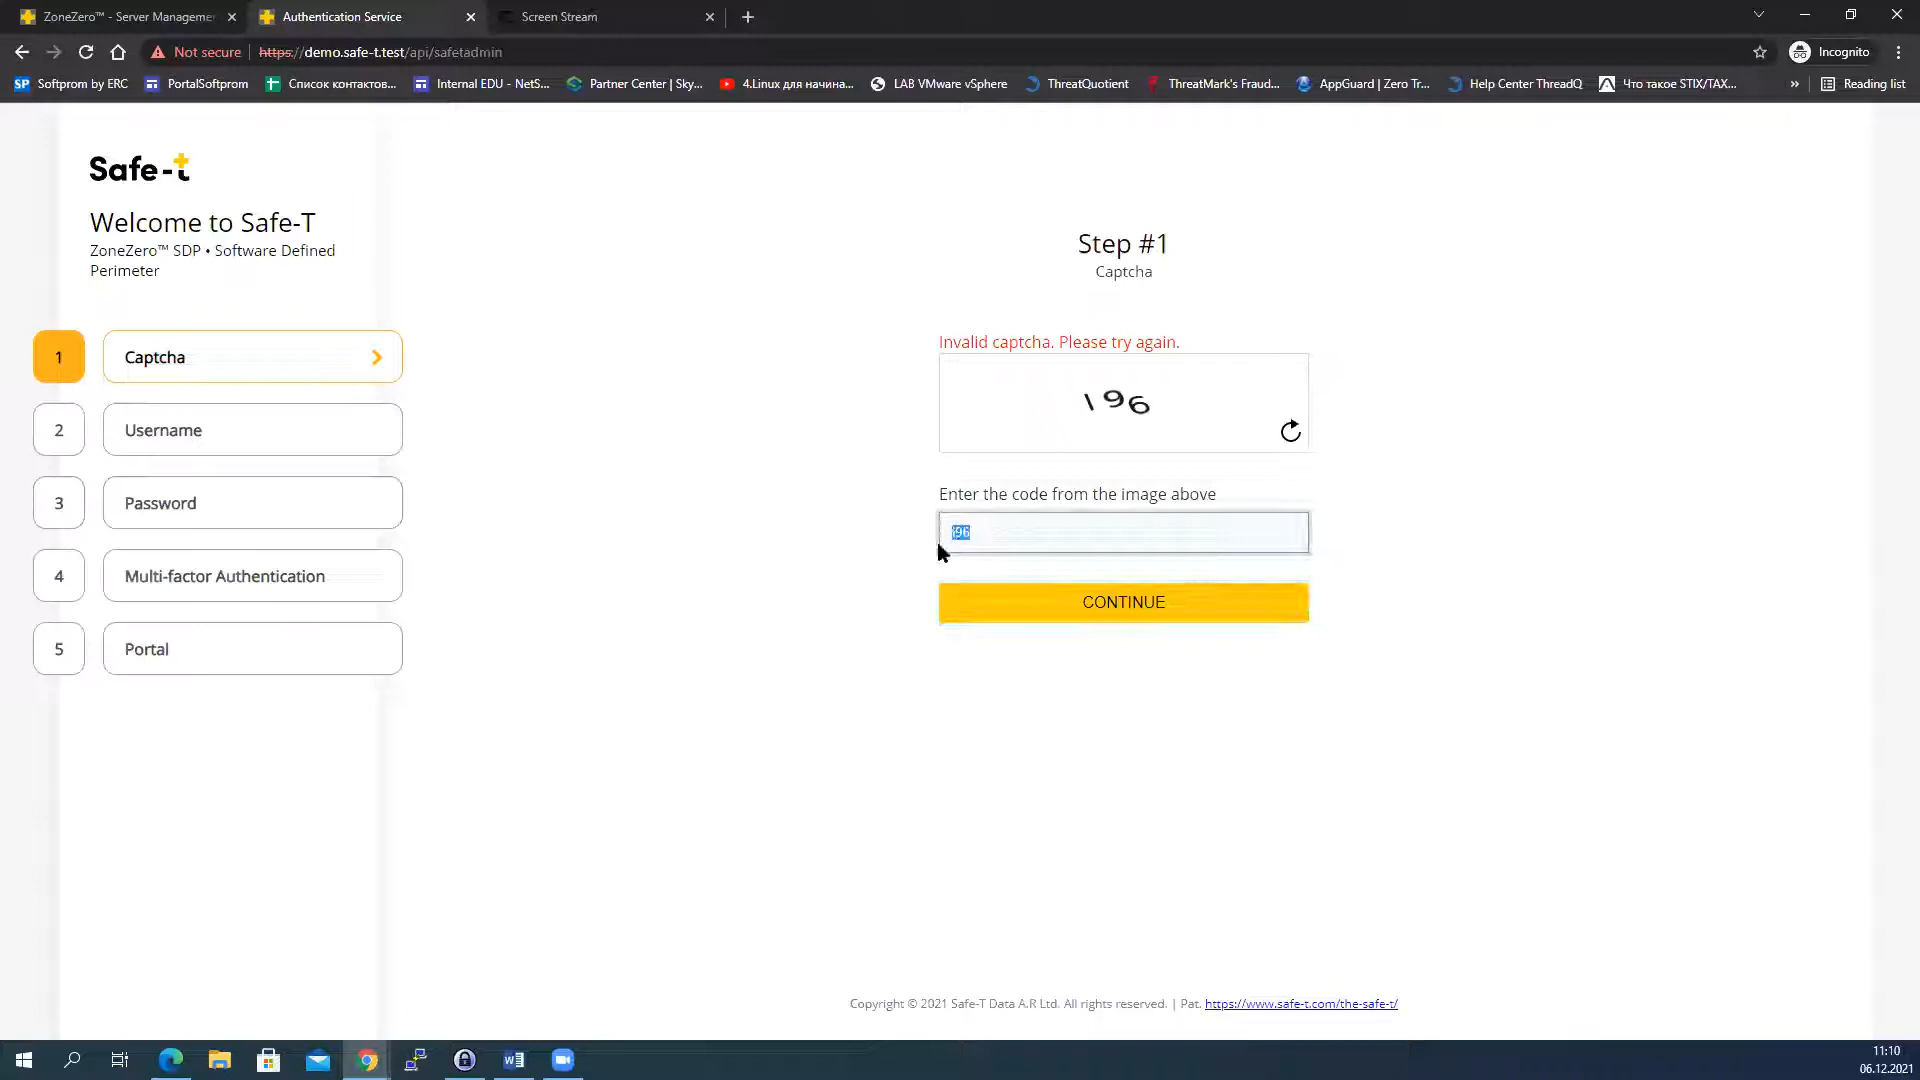 ZoneZero™ - Server Manageme
Authentication Service
Screen Stream
Not secure
https://demo.safe-t.test/api/safetadmin
Incognito
Softprom by ERC
PortalSoftprom
Список контактов...
Internal EDU - NetS...
Partner Center | Sky...
4.Linux для начина...
LAB VMware vSphere
ThreatQuotient
ThreatMark's Fraud...
AppGuard | Zero Tr...
Help Center ThreadQ
Что такое STIX/TAX...
»
Reading list
Safe-t
Welcome to Safe-T
ZoneZero™ SDP • Software Defined
Perimeter
1
Captcha
2
Username
3
Password
4
Multi-factor Authentication
5
Portal
Step #1
Captcha
Invalid captcha. Please try again.
196
Enter the code from the image above
CONTINUE
Copyright © 2021 Safe-T Data A.R Ltd. All rights reserved. | Pat. https://www.safe-t.com/the-safe-t/
11:10
06.12.2021